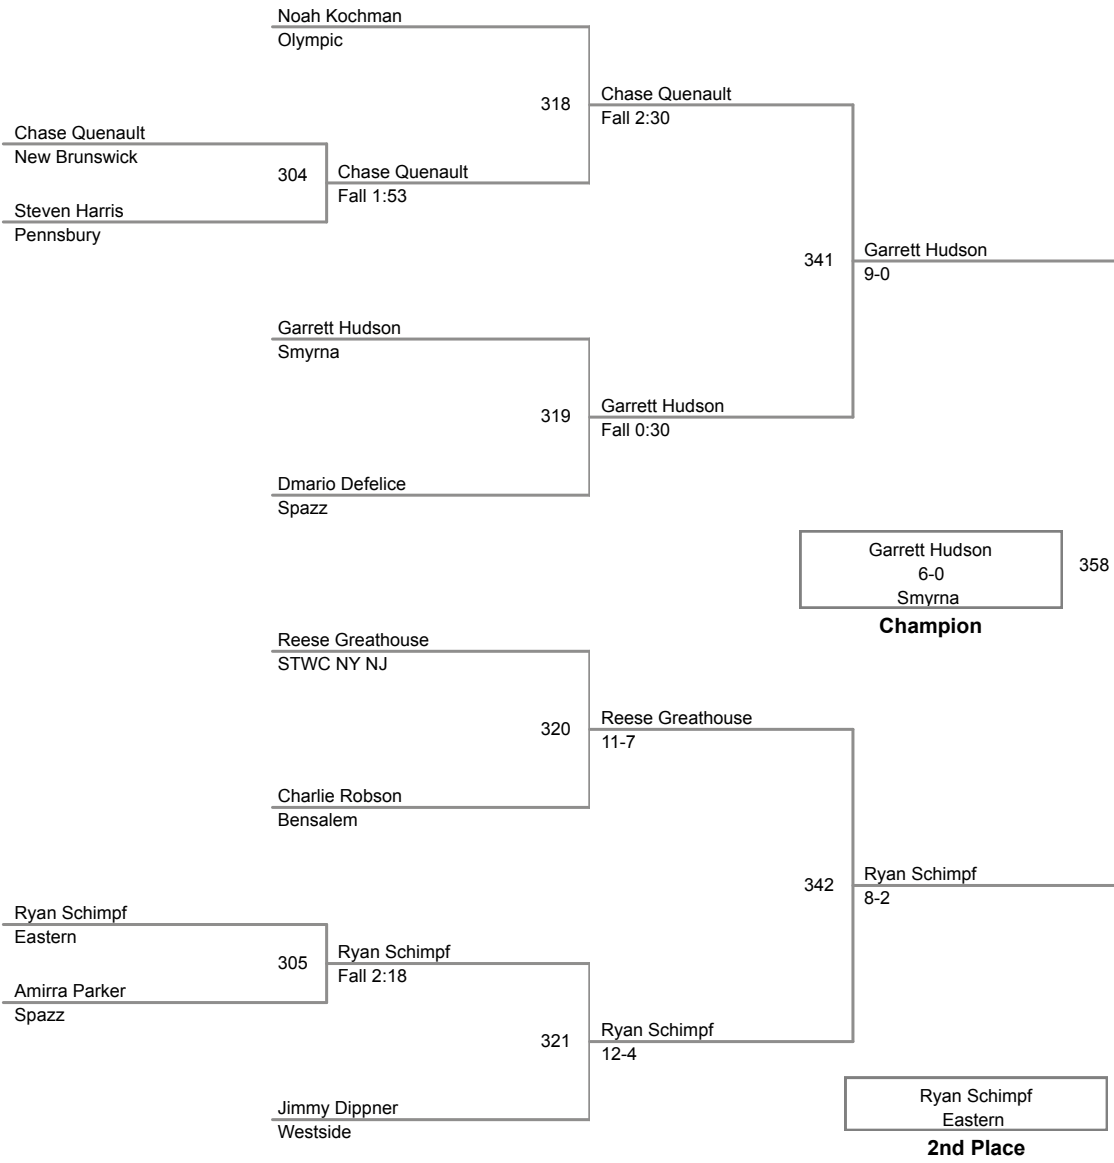 Noah Kochman
Olympic
318
Chase Quenault
Fall 2:30
Chase Quenault
New Brunswick
304
Chase Quenault
Fall 1:53
Steven Harris
Pennsbury
341
Garrett Hudson
9-0
Garrett Hudson
Smyrna
319
Garrett Hudson
Fall 0:30
Dmario Defelice
Spazz
Garrett Hudson
6-0
Smyrna
358
Champion
Reese Greathouse
STWC NY NJ
320
Reese Greathouse
11-7
Charlie Robson
Bensalem
342
Ryan Schimpf
8-2
Ryan Schimpf
Eastern
305
Ryan Schimpf
Fall 2:18
Amirra Parker
Spazz
321
Ryan Schimpf
12-4
Jimmy Dippner
Westside
Ryan Schimpf
Eastern
2nd Place